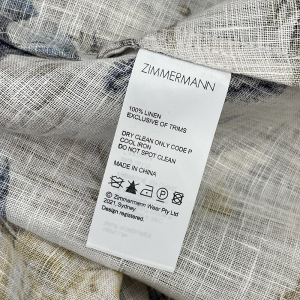 ZIMMERMANN
100% LINEN
EXCLUSIVE OF TRIMS
DRY CLEAN ONLY CODE P
COOL IRON
DO NOT SPOT CLEAN
MADE IN CHINA
© Zimmermann Wear Pty Ltd
2021, Sydney
Design registered.